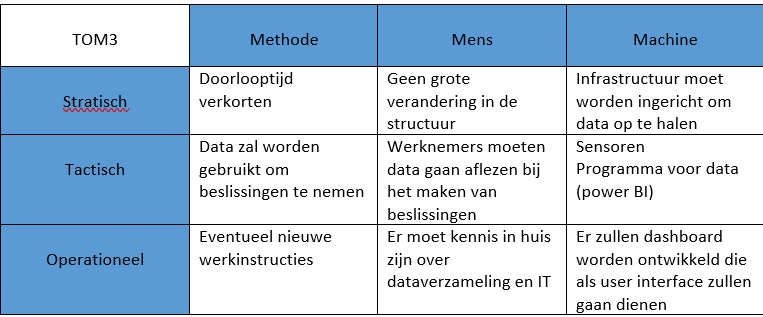 TOM3 Methode Mens Machine
Stratisch
Doorlooptijd
verkorten
Geen grote
verandering in de
structuur
Infrastructuur moet
worden ingericht om
data op te halen
Tactisch
Data zal worden
gebruikt om
beslissingen te nemen
Werknemers moeten
data gaan aflezen bij
het maken van
beslissingen
Sensoren
Programma voor data
(power BI)
Operationeel
Eventueel nieuwe
werkinstructies
Er moet kennis in huis
zijn over
dataverzameling en IT
Er zullen dashboard
worden ontwikkeld die
als user interface zullen
gaan dienen